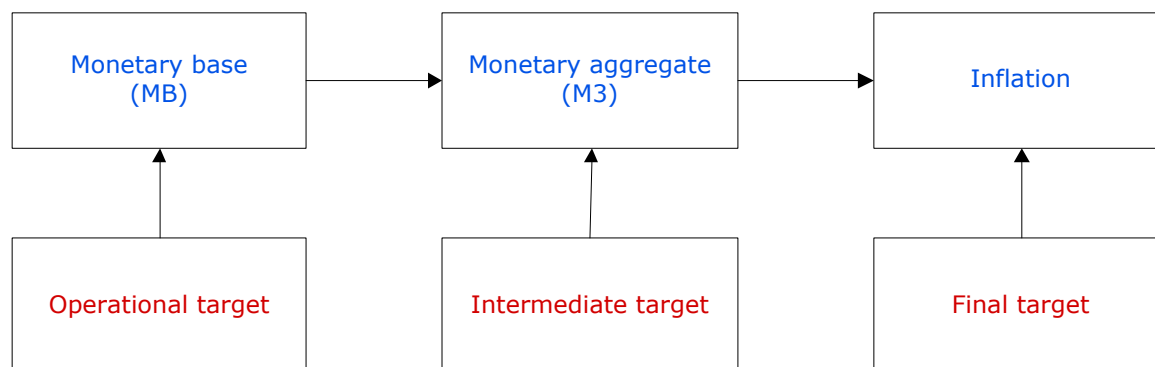 Monetary base
(MB)
Monetary aggregate
(M3)
Inflation
Operational target
Intermediate target
Final target